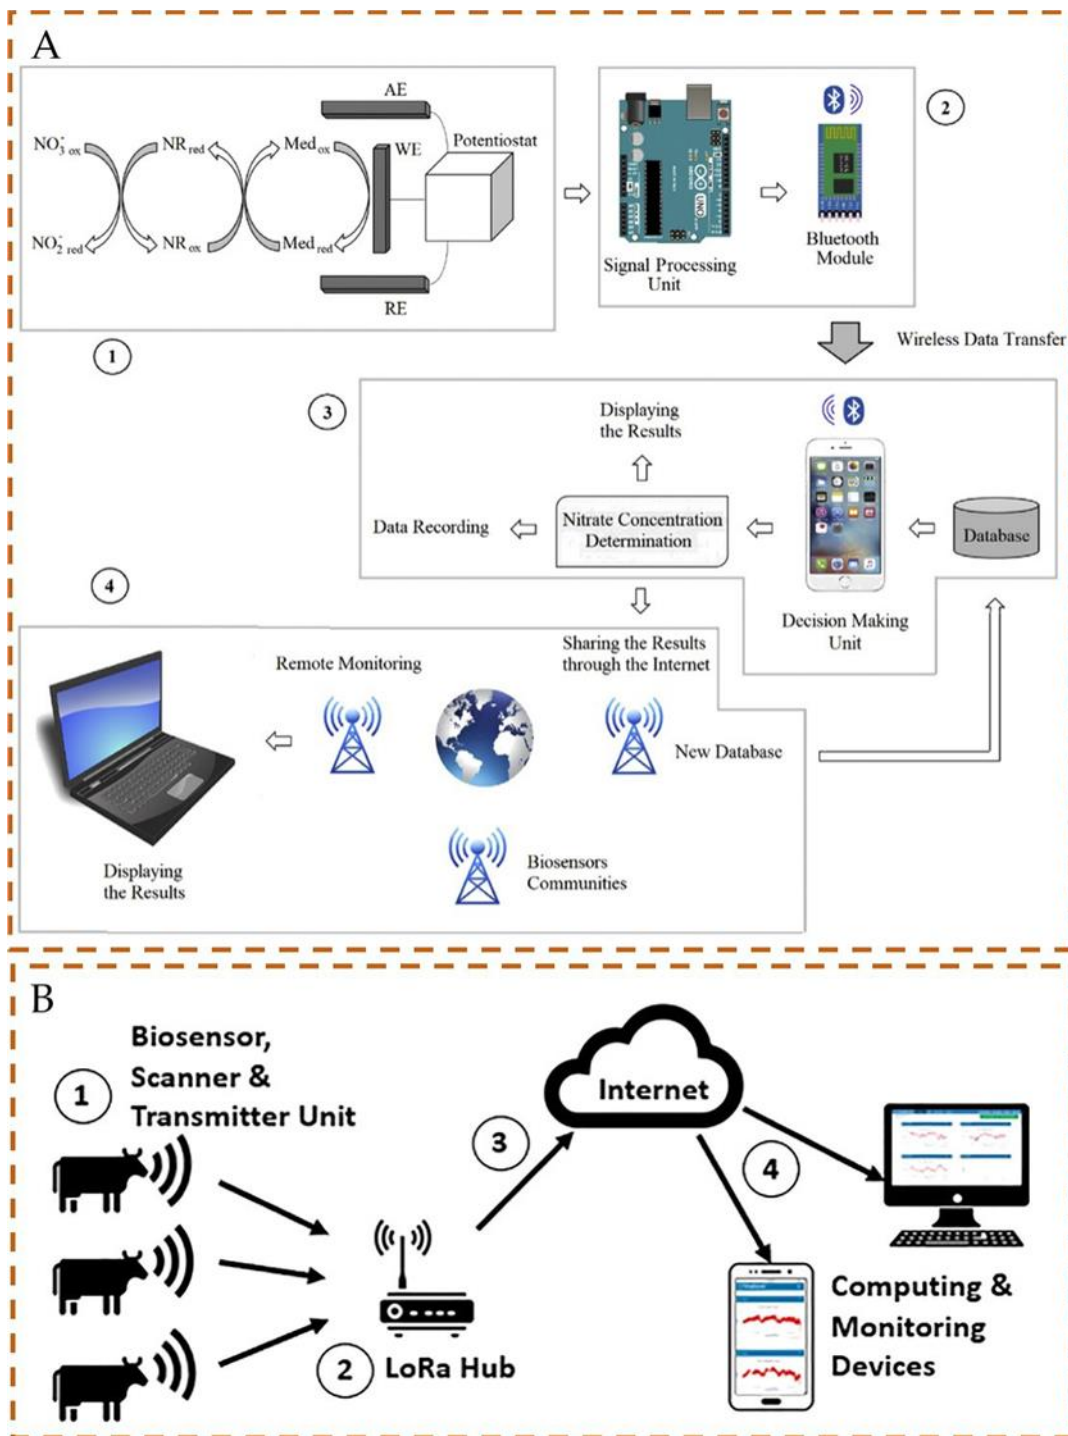 A
AE
NO₃⁻ ox
NR red
Med ox
WE
Potentiostat
NO₂⁻ red
NR ox
Med red
RE
1
UNO
Signal Processing
Unit
Bluetooth
Module
2
Wireless Data Transfer
3
Displaying
the Results
Data Recording
Nitrate Concentration
Determination
Database
Decision Making
Unit
4
Sharing the Results
through the Internet
Remote Monitoring
New Database
Biosensors
Communities
Displaying
the Results
B
1
Biosensor,
Scanner &
Transmitter Unit
Internet
3
4
2
LoRa Hub
Computing &
Monitoring
Devices